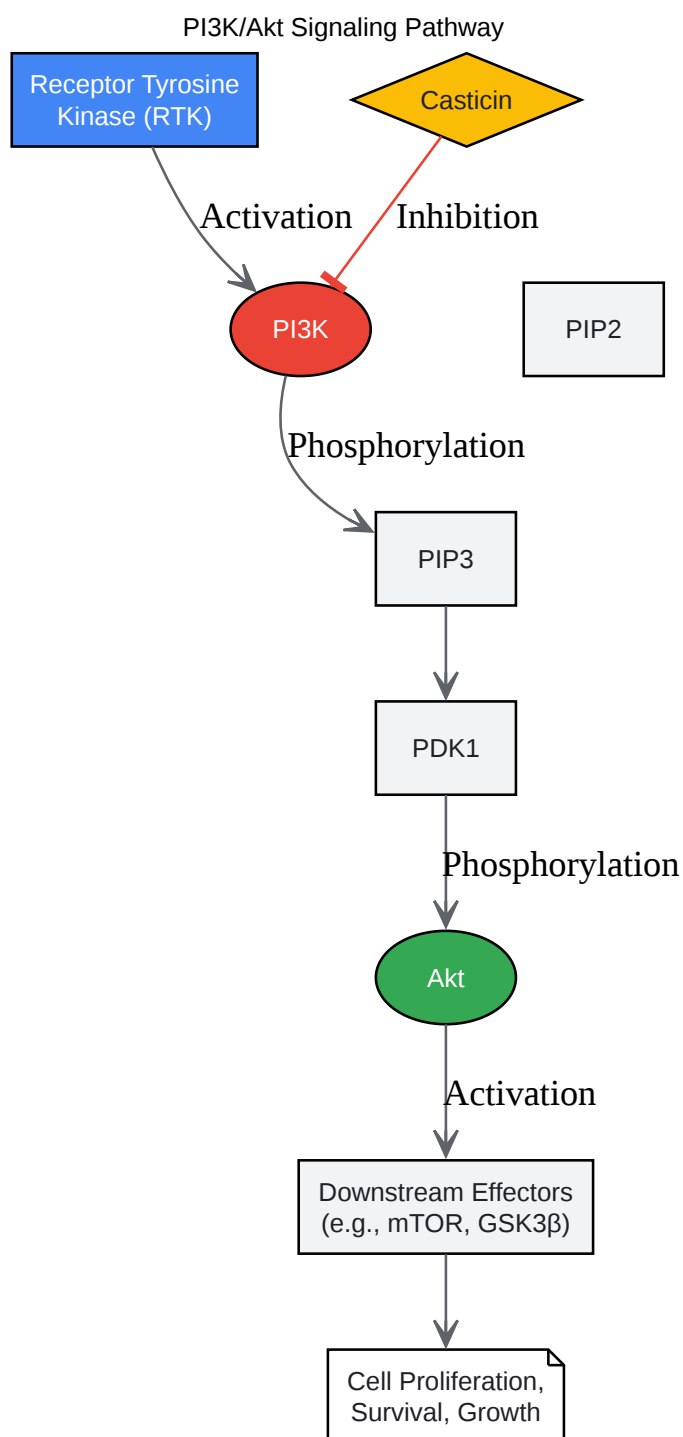 PI3K/Akt Signaling Pathway
Receptor Tyrosine
Kinase (RTK)
Casticin
Activation
Inhibition
PI3K
PIP2
Phosphorylation
PIP3
PDK1
Phosphorylation
Akt
Activation
Downstream Effectors
(e.g., mTOR, GSK3β)
Cell Proliferation,
Survival, Growth